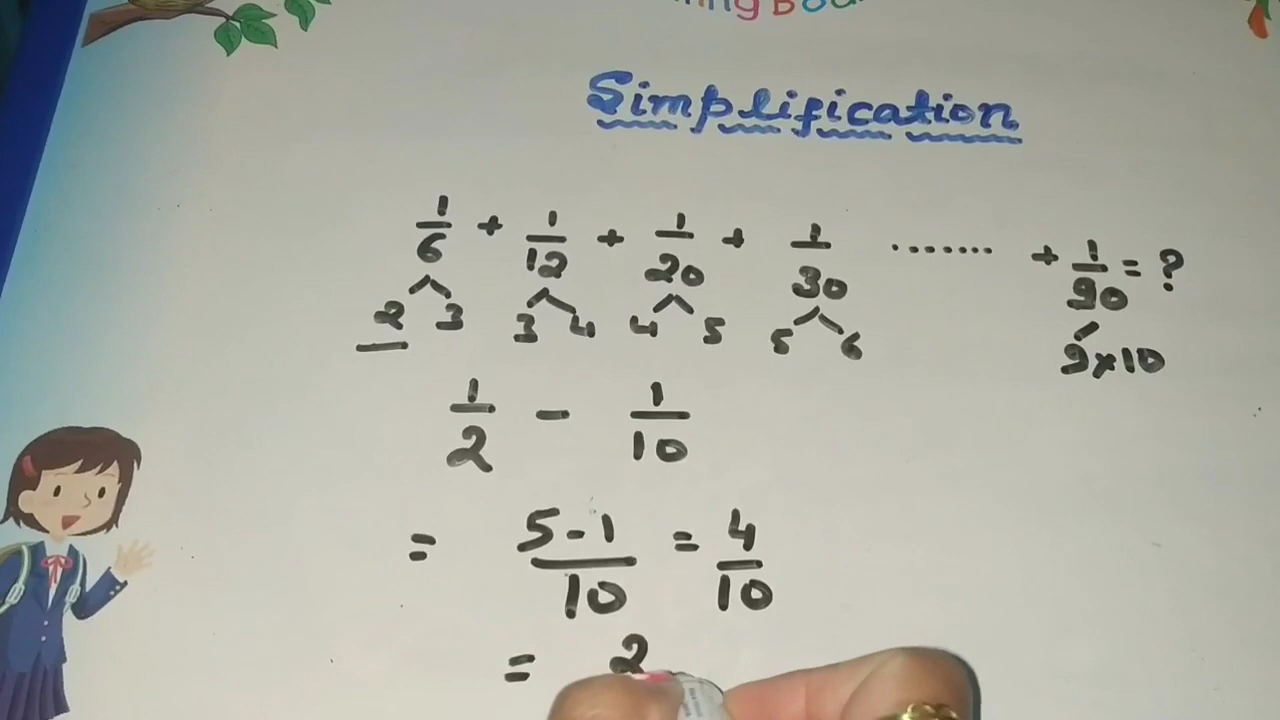 Simplification
1/6 + 1/12 + 1/20 + 1/30 ....... + 1/90 = ?
2 3 3 4 4 5 5 6 9×10
1/2 - 1/10
= 5-1/10 = 4/10
= 2